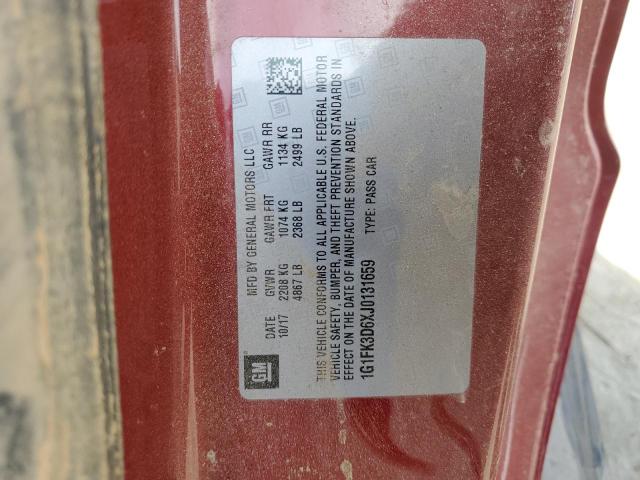 MFD BY GENERAL MOTORS LLC
DATE GVWR GAWR FRT GAWR RR
10/17 2208 KG 1074 KG 1134 KG
4867 LB 2368 LB 2499 LB
THIS VEHICLE CONFORMS TO ALL APPLICABLE U.S. FEDERAL MOTOR
VEHICLE SAFETY, BUMPER, AND THEFT PREVENTION STANDARDS IN
EFFECT ON THE DATE OF MANUFACTURE SHOWN ABOVE.
1G1FK3D6XJ0131659 TYPE: PASS CAR
GM